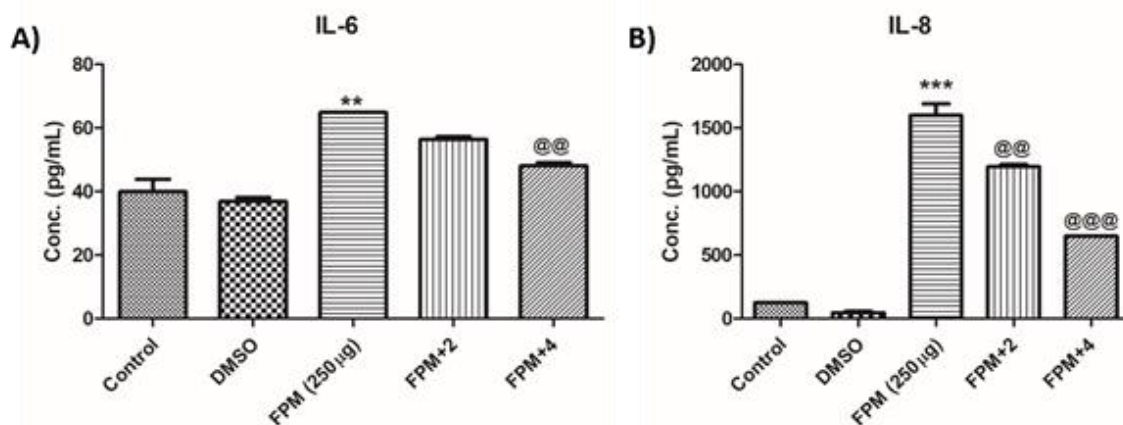 A)
IL-6
Conc. (pg/mL)
80
60
40
20
0
**
@@
Control
DMSO
FPM (250µg)
FPM+2
FPM+4
B)
IL-8
Conc. (pg/mL)
2000
1500
1000
500
0
***
@@
@@@
Control
DMSO
FPM (250µg)
FPM+2
FPM+4